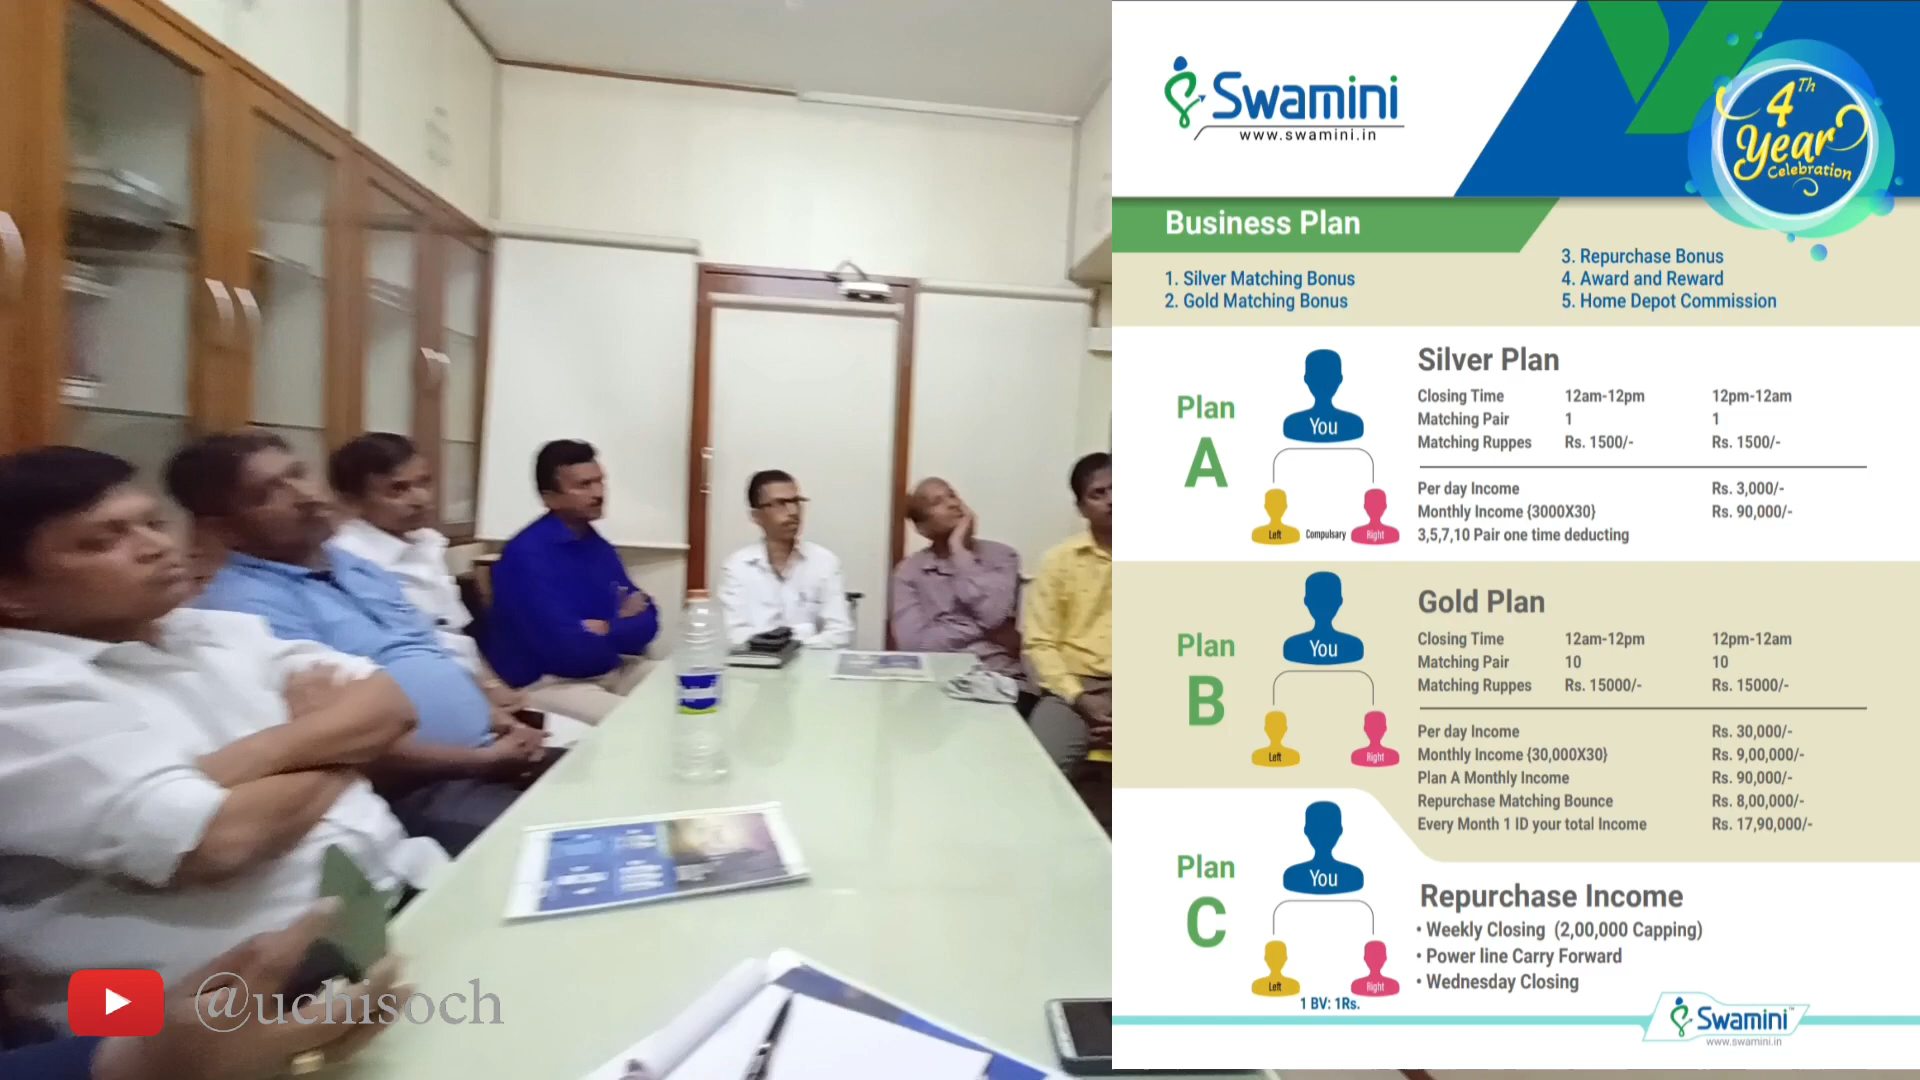 Swamini
www.swamini.in
4Th
Year
Celebration
Business Plan
1. Silver Matching Bonus
2. Gold Matching Bonus
3. Repurchase Bonus
4. Award and Reward
5. Home Depot Commission
Plan
A
You
Left Compulsary Right
Silver Plan
Closing Time 12am-12pm 12pm-12am
Matching Pair 1 1
Matching Ruppes Rs. 1500/- Rs. 1500/-
Per day Income Rs. 3,000/-
Monthly Income {3000X30} Rs. 90,000/-
3,5,7,10 Pair one time deducting
Plan
B
You
Left Right
Gold Plan
Closing Time 12am-12pm 12pm-12am
Matching Pair 10 10
Matching Ruppes Rs. 15000/- Rs. 15000/-
Per day Income Rs. 30,000/-
Monthly Income {30,000X30} Rs. 9,00,000/-
Plan A Monthly Income Rs. 90,000/-
Repurchase Matching Bounce Rs. 8,00,000/-
Every Month 1 ID your total Income Rs. 17,90,000/-
Plan
C
You
Left Right
1 BV: 1Rs.
Repurchase Income
• Weekly Closing (2,00,000 Capping)
• Power line Carry Forward
• Wednesday Closing
Swamini™
www.swamini.in
@uchisoch